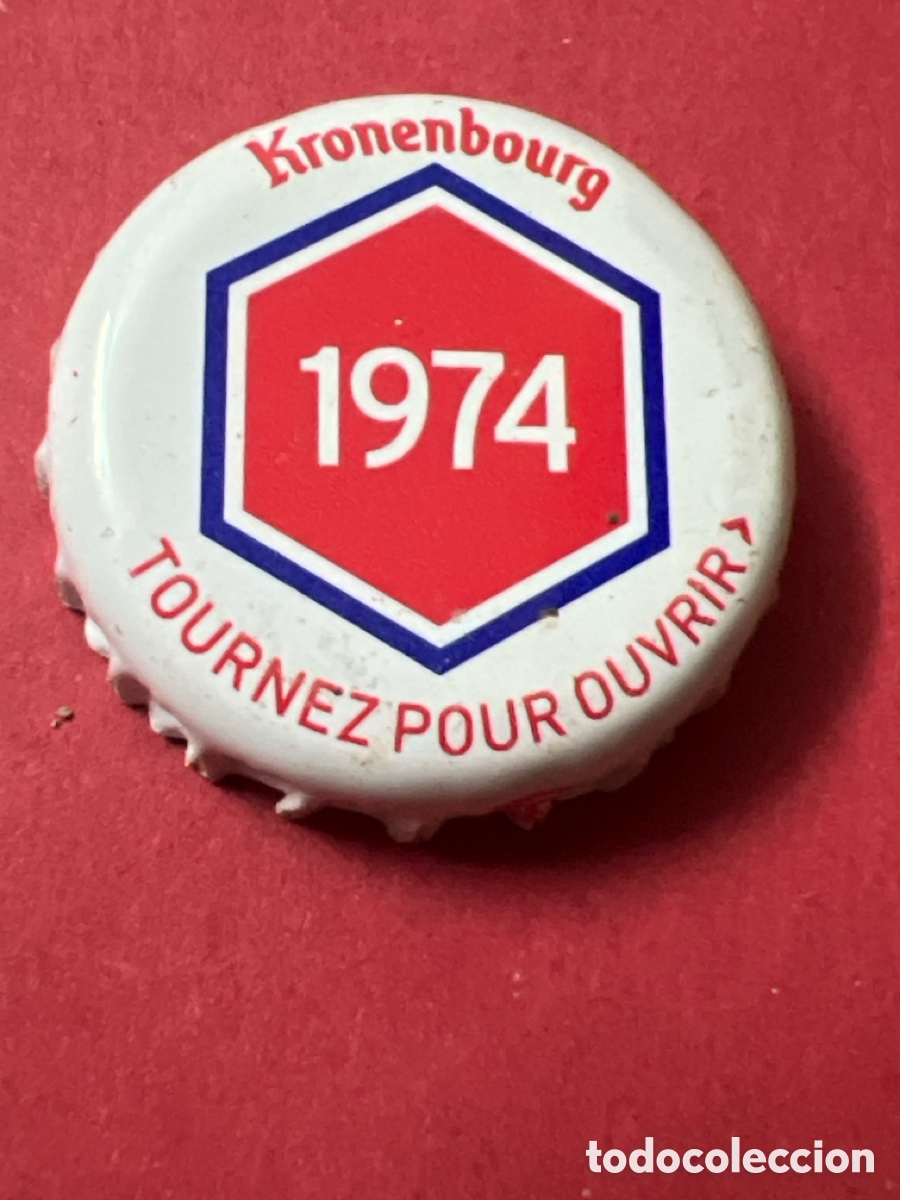 Kronenbourg
1974
TOURNEZ POUR OUVRIR >
todocoleccion